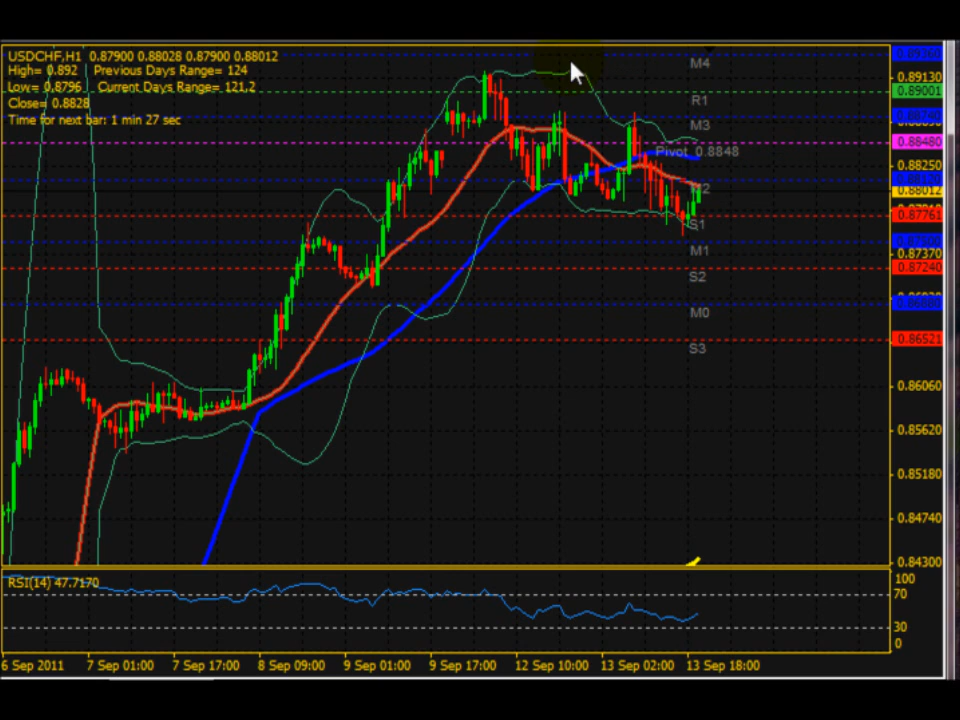 USDCHF,H1 0.87900 0.88028 0.87900 0.88012
High= 0.892 Previous Days Range= 124
Low= 0.8796 Current Days Range= 121.2
Close= 0.8828
Time for next bar: 1 min 27 sec
M4
0.89130
0.89001
R1
M3
0.88480
Pivot 0.8848
0.88250
0.88012
0.87761
S1
M1
0.87370
0.87240
S2
M0
0.86521
S3
0.86060
0.85620
0.85180
0.84740
0.84300
RSI(14) 47.7170
100
70
30
0
6 Sep 2011 7 Sep 01:00 7 Sep 17:00 8 Sep 09:00 9 Sep 01:00 9 Sep 17:00 12 Sep 10:00 13 Sep 02:00 13 Sep 18:00